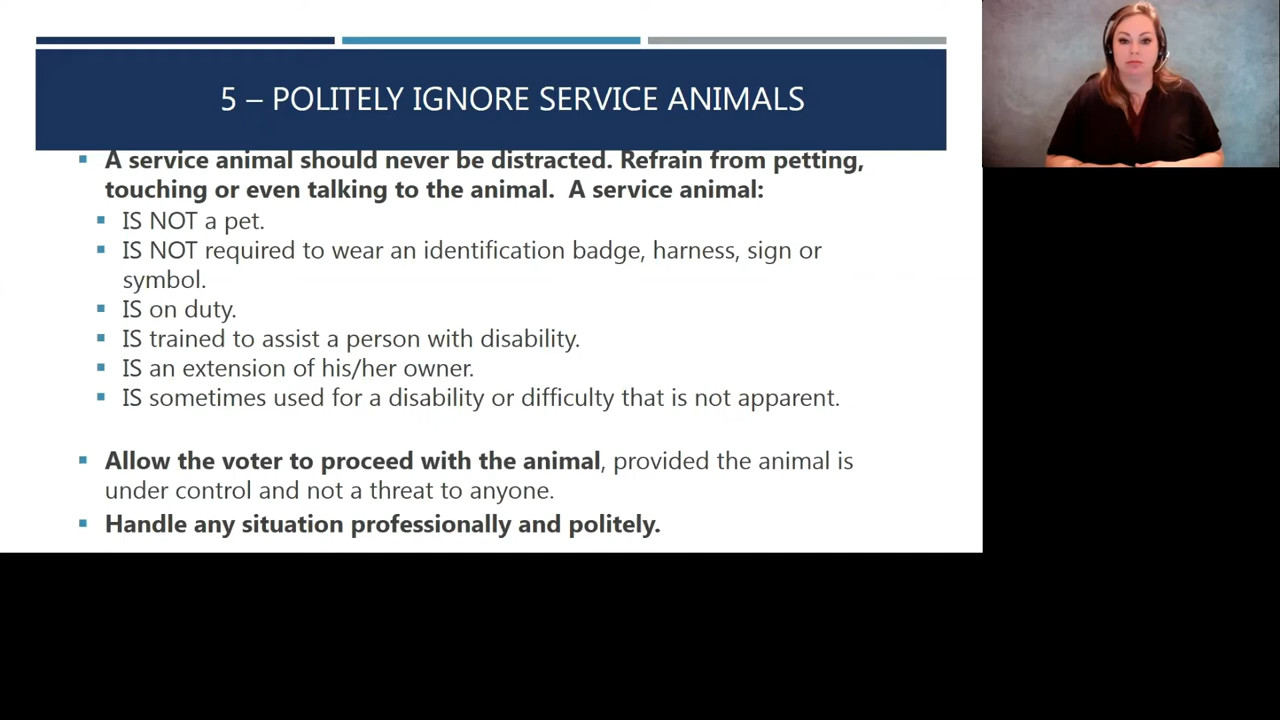 5 – POLITELY IGNORE SERVICE ANIMALS
A service animal should never be distracted. Refrain from petting,
touching or even talking to the animal.  A service animal:
IS NOT a pet.
IS NOT required to wear an identification badge, harness, sign or
symbol.
IS on duty.
IS trained to assist a person with disability.
IS an extension of his/her owner.
IS sometimes used for a disability or difficulty that is not apparent.
Allow the voter to proceed with the animal, provided the animal is
under control and not a threat to anyone.
Handle any situation professionally and politely.